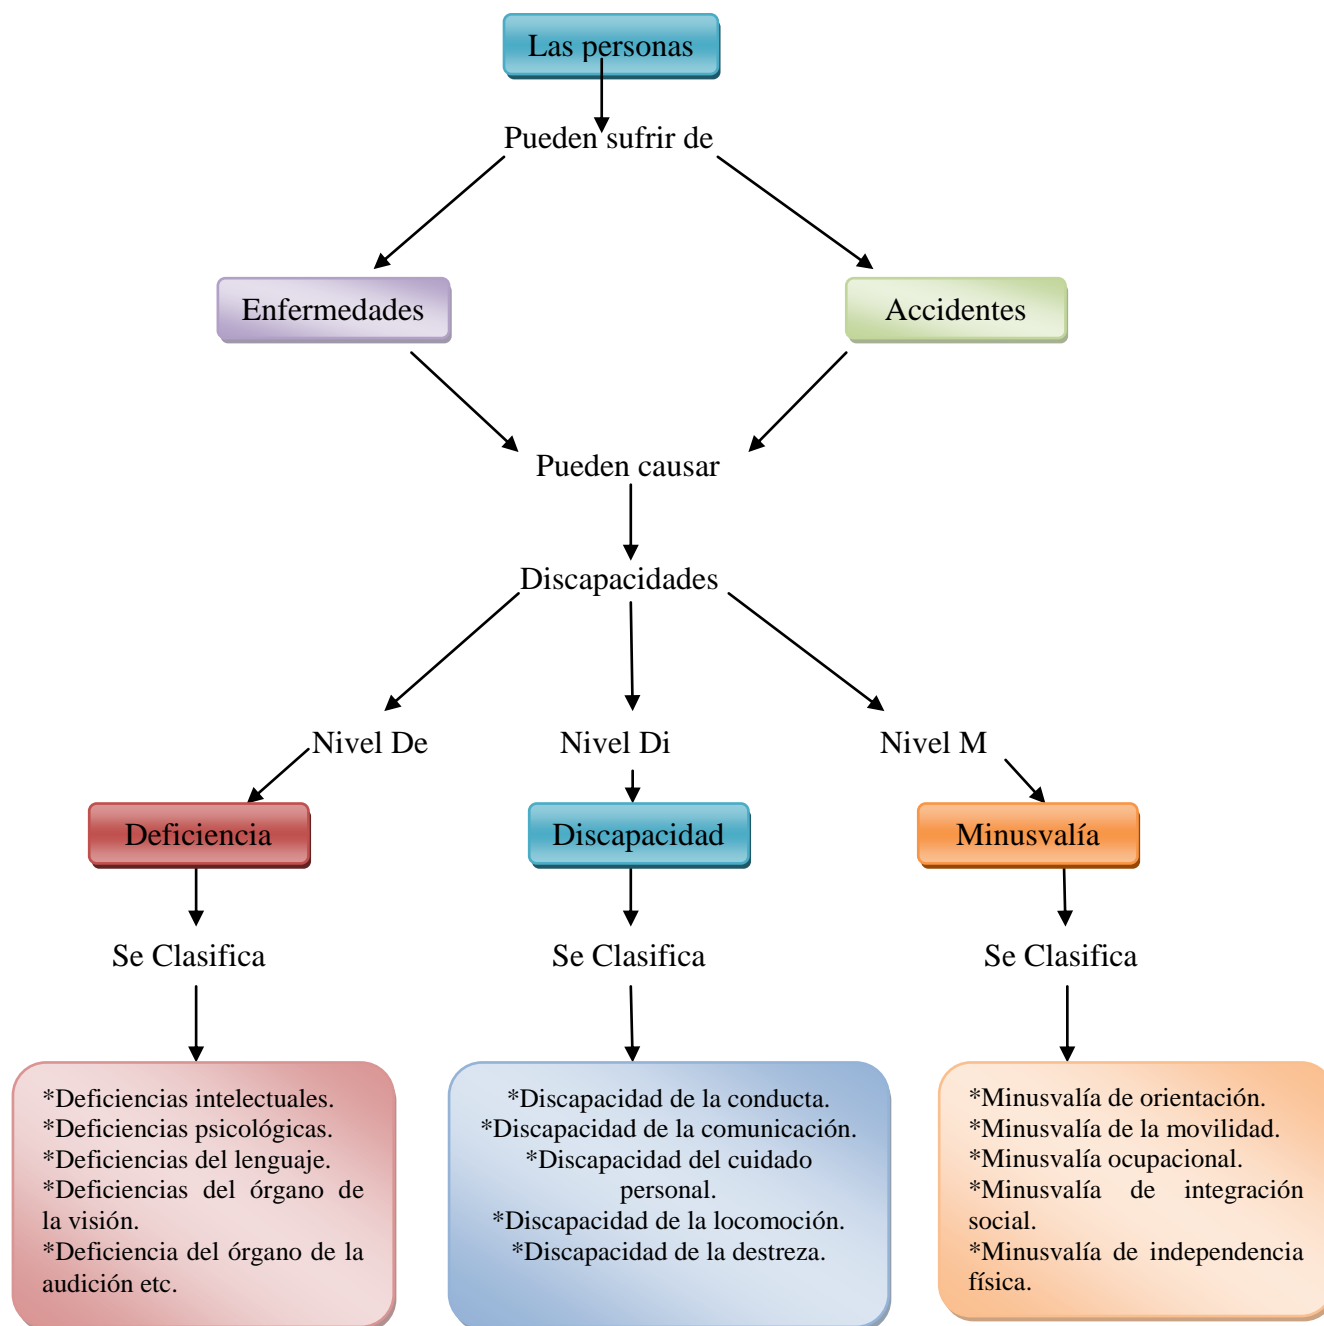 Las personas
Pueden sufrir de
Enfermedades
Accidentes
Pueden causar
Discapacidades
Nivel De
Nivel Di
Nivel M
Deficiencia
Discapacidad
Minusvalía
Se Clasifica
Se Clasifica
Se Clasifica
*Deficiencias intelectuales.
*Deficiencias psicológicas.
*Deficiencias del lenguaje.
*Deficiencias del órgano de
la visión.
*Deficiencia del órgano de la
audición etc.
*Discapacidad de la conducta.
*Discapacidad de la comunicación.
*Discapacidad del cuidado
personal.
*Discapacidad de la locomoción.
*Discapacidad de la destreza.
*Minusvalía de orientación.
*Minusvalía de la movilidad.
*Minusvalía ocupacional.
*Minusvalía de integración
social.
*Minusvalía de independencia
física.